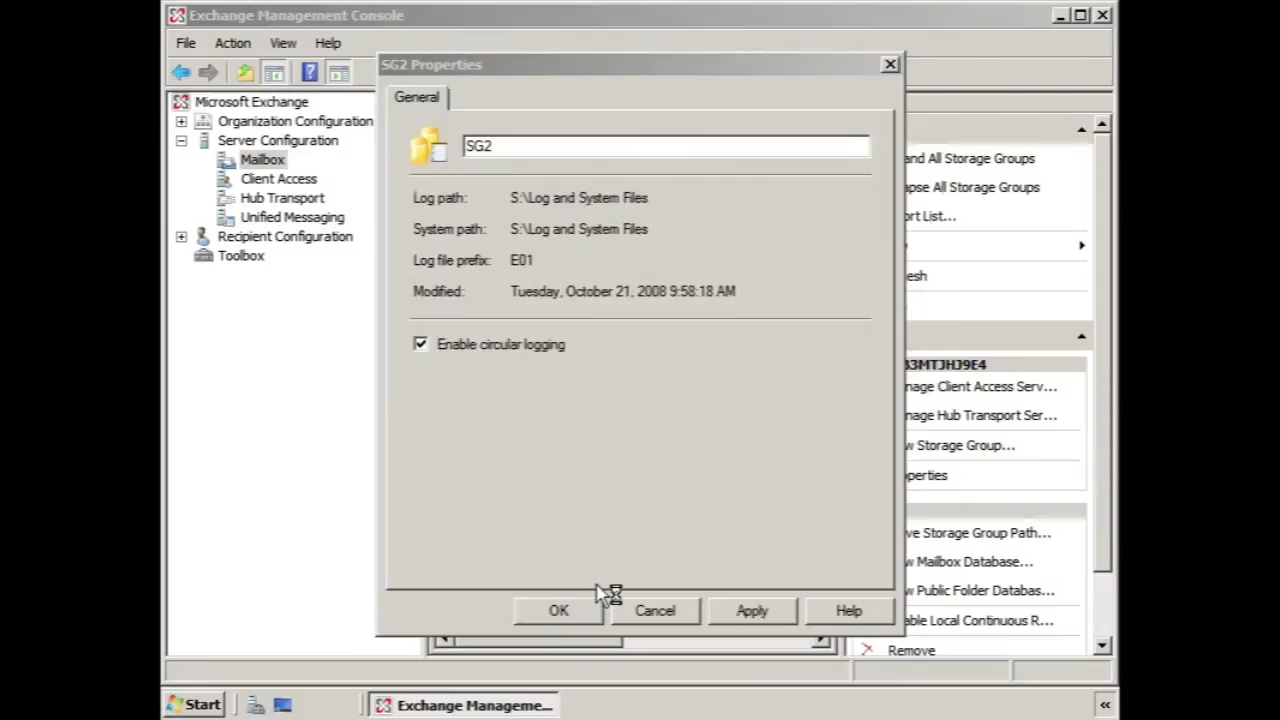 Exchange Management Console
File Action View Help
SG2 Properties
General
Microsoft Exchange
Organization Configuration
Server Configuration
Mailbox
Client Access
Hub Transport
Unified Messaging
Recipient Configuration
Toolbox
SG2
Log path: S:\Log and System Files
System path: S:\Log and System Files
Log file prefix: E01
Modified: Tuesday, October 21, 2008 9:58:18 AM
Enable circular logging
OK Cancel Apply Help
and All Storage Groups
apse All Storage Groups
ort List...
esh
B3MTJHJ9E4
nage Client Access Serv...
nage Hub Transport Ser...
w Storage Group...
operties
ve Storage Group Path...
w Mailbox Database...
w Public Folder Databas...
able Local Continuous R...
Remove
Start
Exchange Manageme...
«